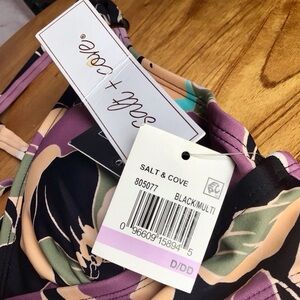 salt + cove®
SALT & COVE
805077 BLACK/MULTI
0 96609 15894 5
D/DD